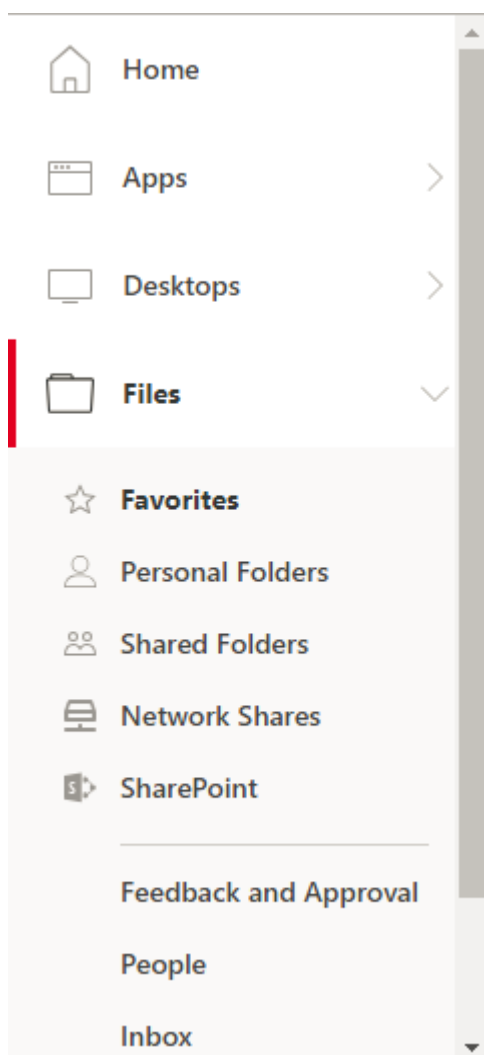 Home
Apps
Desktops
Files
Favorites
Personal Folders
Shared Folders
Network Shares
SharePoint
Feedback and Approval
People
Inbox